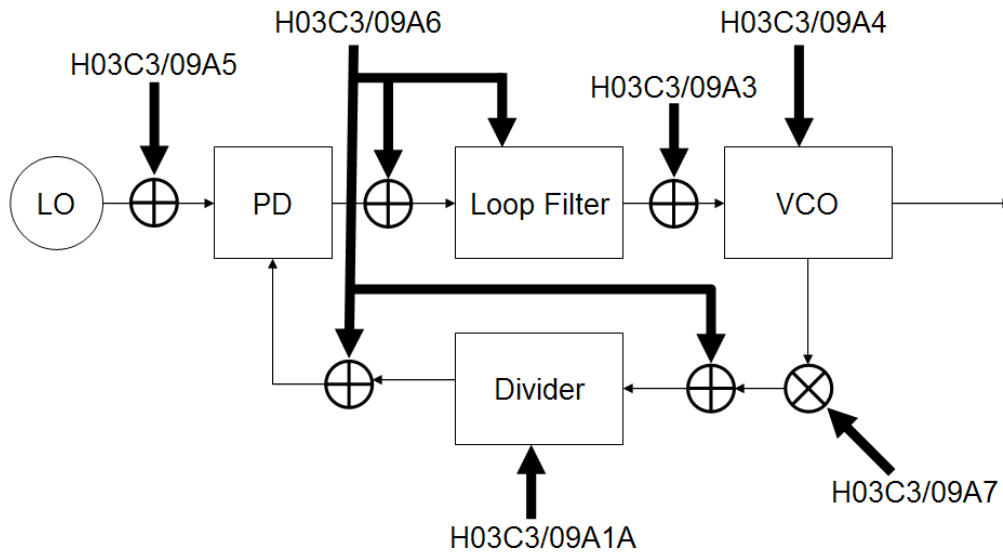 H03C3/09A6
H03C3/09A4
H03C3/09A5
H03C3/09A3
LO
PD
Loop Filter
VCO
Divider
H03C3/09A7
H03C3/09A1A